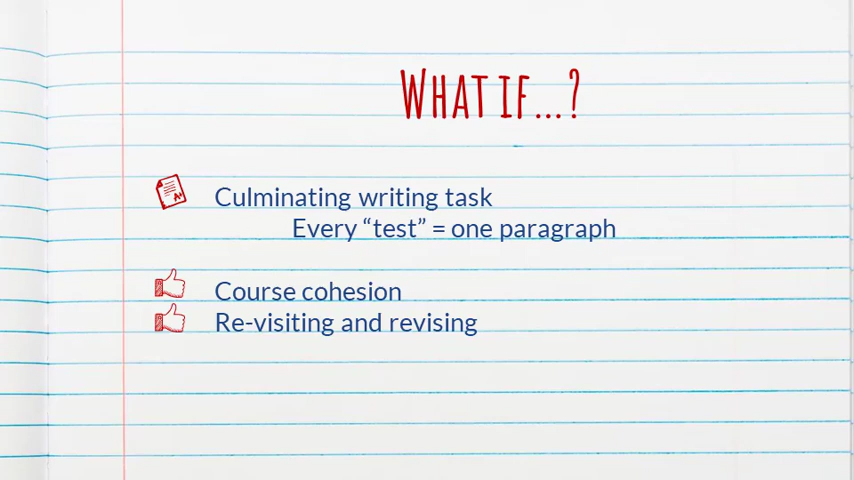 What if...?
Culminating writing task
Every “test” = one paragraph
Course cohesion
Re-visiting and revising